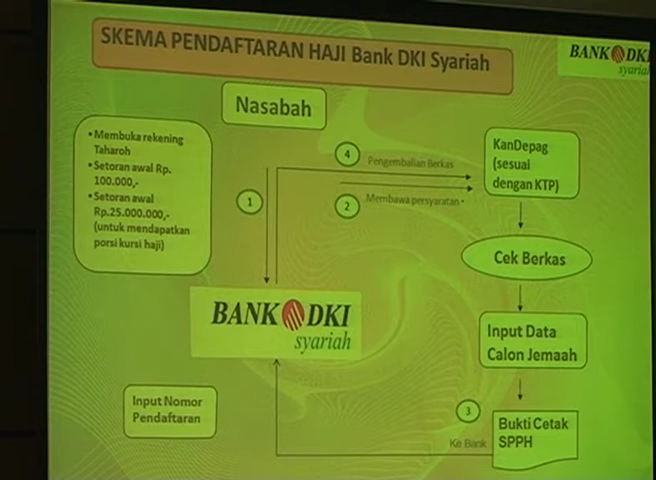 SKEMA PENDAFTARAN HAJI Bank DKI Syariah
BANK DKI
syariah
Nasabah
• Membuka rekening
Taharoh
• Setoran awal Rp.
100.000,-
• Setoran awal
Rp.25.000.000,-
(untuk mendapatkan
porsi kursi haji)
4
Pengembalian Berkas
1
2
Membawa persyaratan
KanDepag
(sesuai
dengan KTP)
Cek Berkas
BANK DKI
syariah
Input Data
Calon Jemaah
Input Nomor
Pendaftaran
3
Ke Bank
Bukti Cetak
SPPH